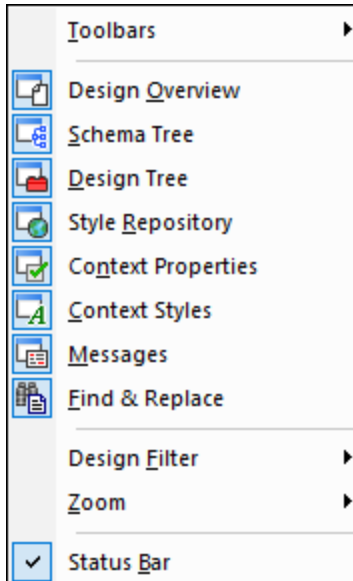 Toolbars
Design Overview
Schema Tree
Design Tree
Style Repository
Context Properties
Context Styles
Messages
Find & Replace
Design Filter
Zoom
Status Bar